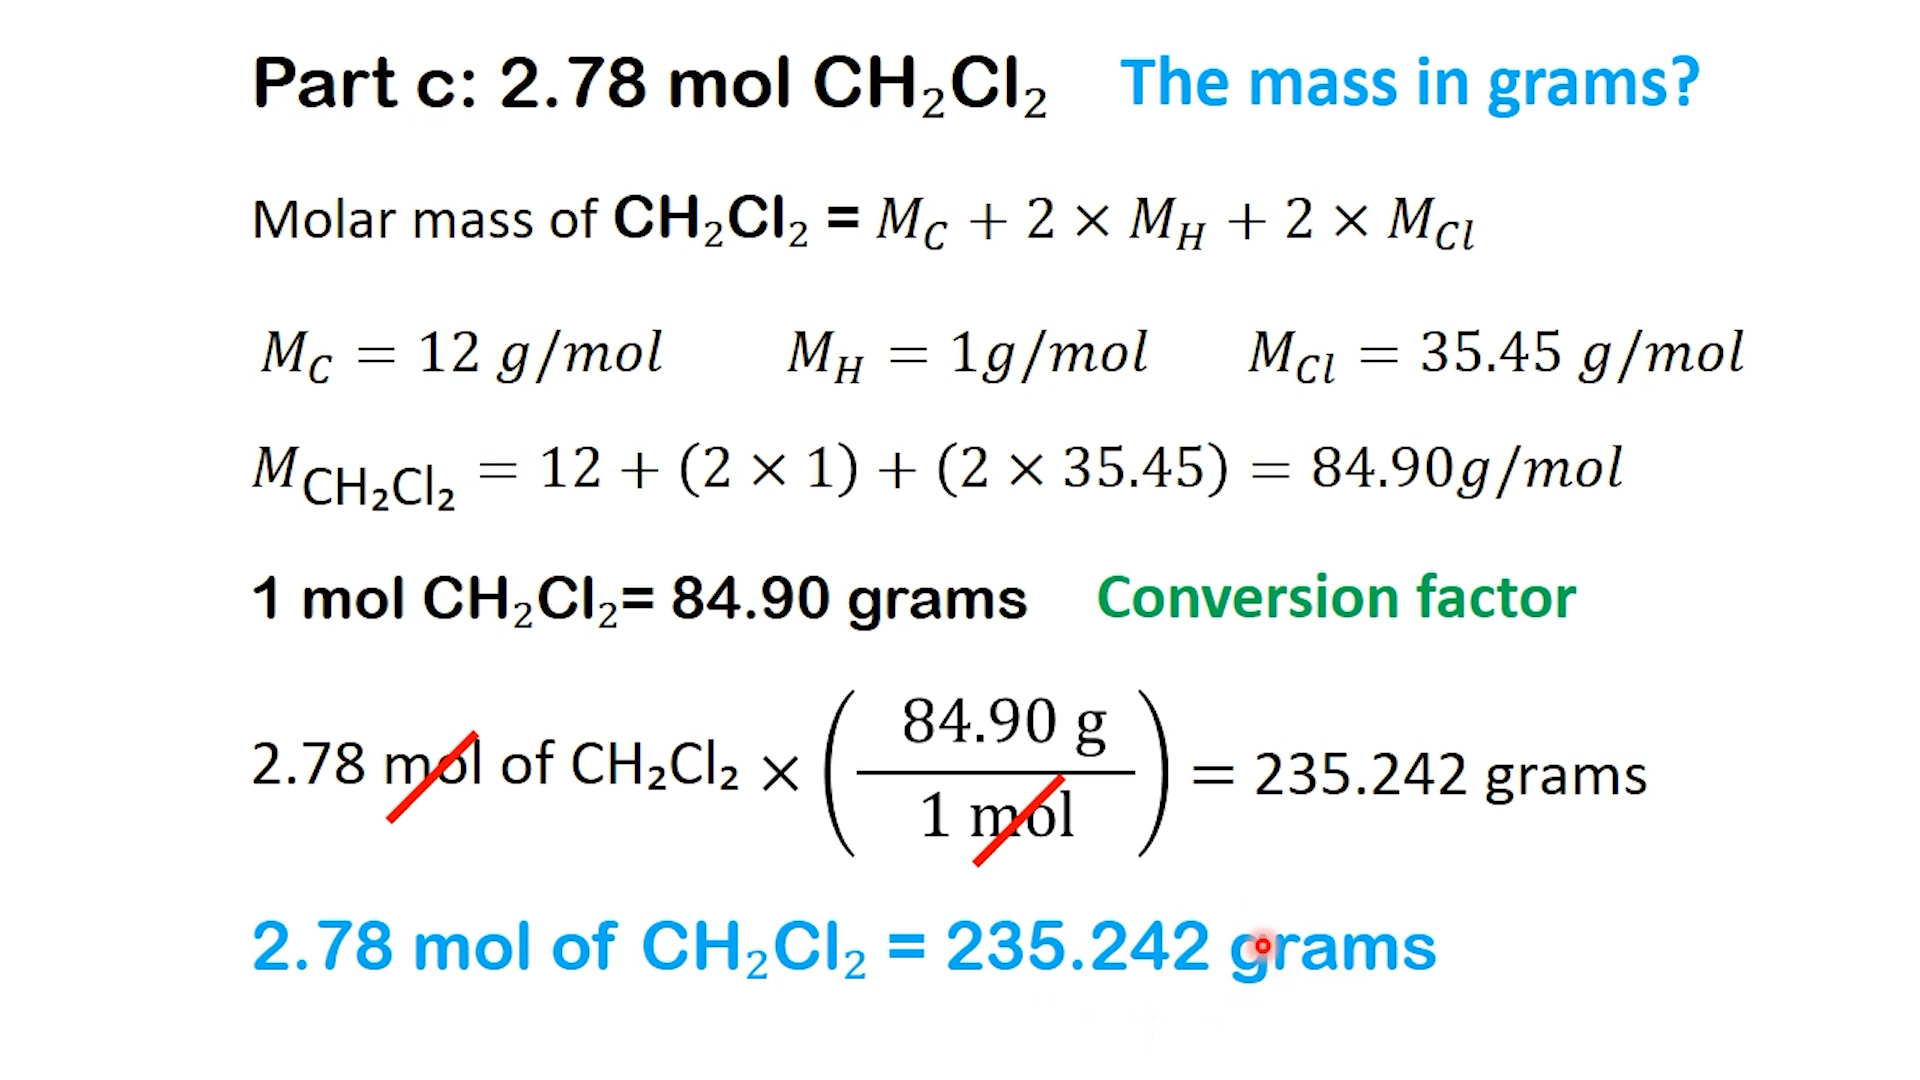 Part c: 2.78 mol CH₂Cl₂ The mass in grams?
Molar mass of CH₂Cl₂ = M_C + 2 × M_H + 2 × M_Cl
M_C = 12 g/mol M_H = 1g/mol M_Cl = 35.45 g/mol
M_CH₂Cl₂ = 12 + (2 × 1) + (2 × 35.45) = 84.90g/mol
1 mol CH₂Cl₂= 84.90 grams Conversion factor
2.78 mol of CH₂Cl₂ × (84.90 g / 1 mol) = 235.242 grams
2.78 mol of CH₂Cl₂ = 235.242 grams